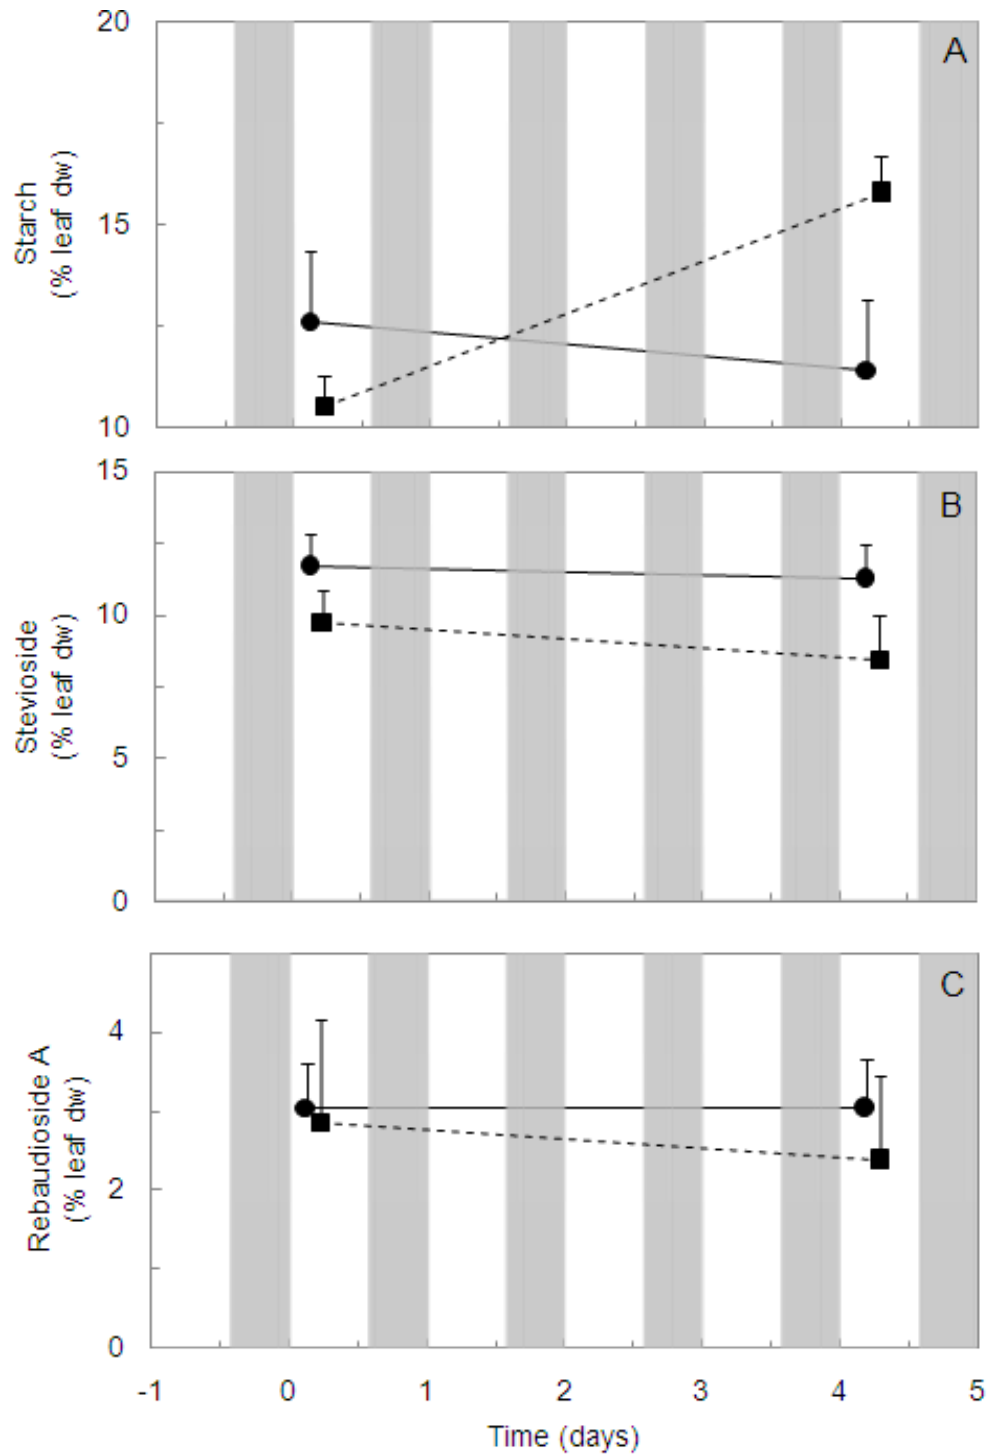 20
A
15
10
Starch
(% leaf dw)
15
B
10
5
0
Stevioside
(% leaf dw)
C
4
2
0
Rebaudioside A
(% leaf dw)
-1 0 1 2 3 4 5
Time (days)